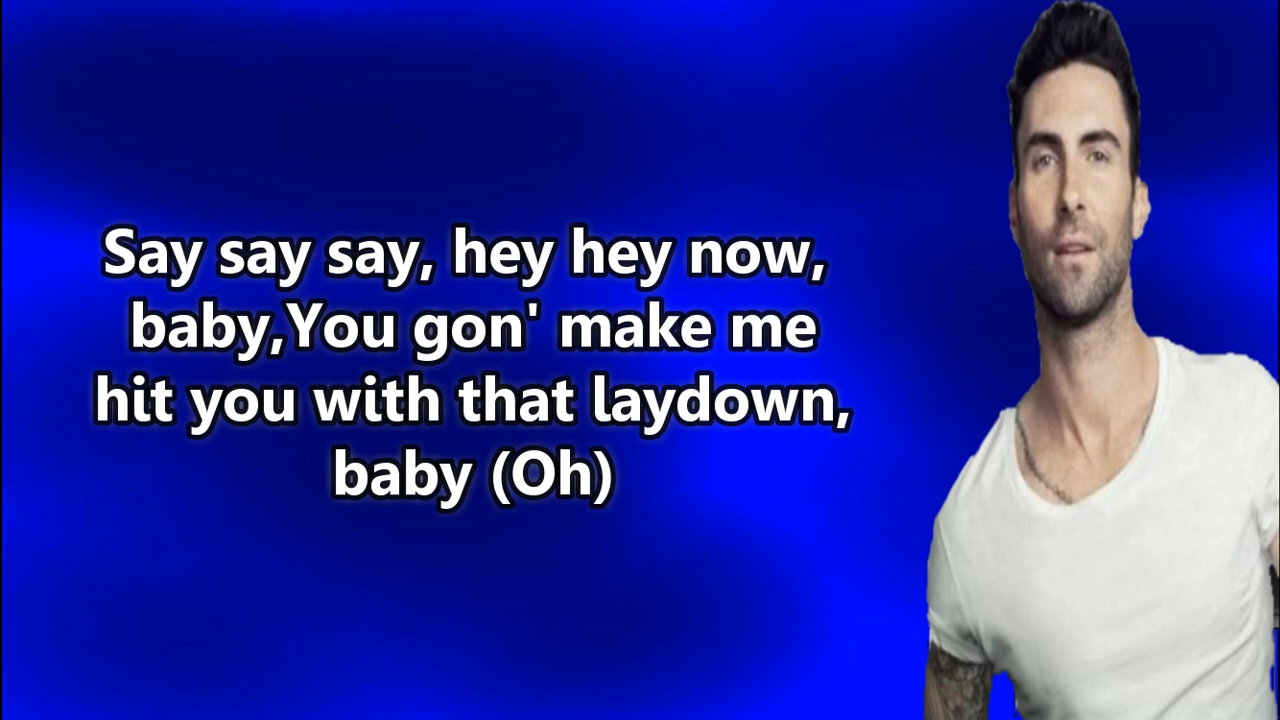 Say say say, hey hey now,
baby,You gon' make me
hit you with that laydown,
baby (Oh)